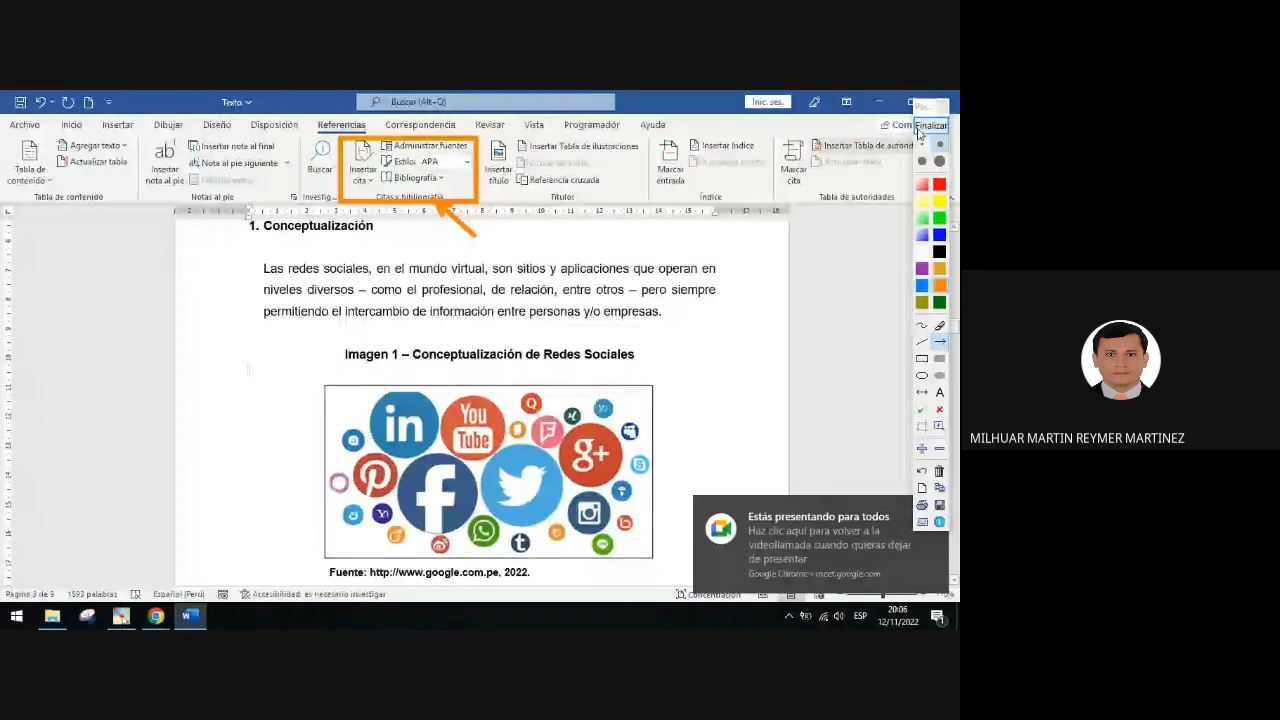 Texto
Buscar (Alt+Q)
Inic. ses.
Archivo Inicio Insertar Dibujar Diseño Disposición Referencias Correspondencia Revisar Vista Programador Ayuda Com
Finalizar
Tabla de contenido
Agregar texto
Actualizar tabla
Tabla de contenido
ab
Insertar nota al pie
Insertar nota al final
Nota al pie siguiente
Notas al pie
Buscar
Investig...
Insertar cita
Administrar fuentes
Estilo: APA
Bibliografía
Citas y bibliografía
Insertar título
Insertar Tabla de ilustraciones
Referencia cruzada
Títulos
Marcar entrada
Insertar índice
Índice
Marcar cita
Insertar Tabla de autorid
Tabla de autoridades
1. Conceptualización
Las redes sociales, en el mundo virtual, son sitios y aplicaciones que operan en
niveles diversos – como el profesional, de relación, entre otros – pero siempre
permitiendo el intercambio de información entre personas y/o empresas.
Imagen 1 – Conceptualización de Redes Sociales
in
You
Tube
g+
Fuente: http://www.google.com.pe, 2022.
Estás presentando para todos
Haz clic aquí para volver a la
videollamada cuando quieras dejar
de presentar
Google Chrome • meet.google.com
MILHUAR MARTIN REYMER MARTINEZ
Página 3 de 9 1593 palabras Español (Perú) Accesibilidad: es necesario investigar Concentración
ESP
20:06
12/11/2022